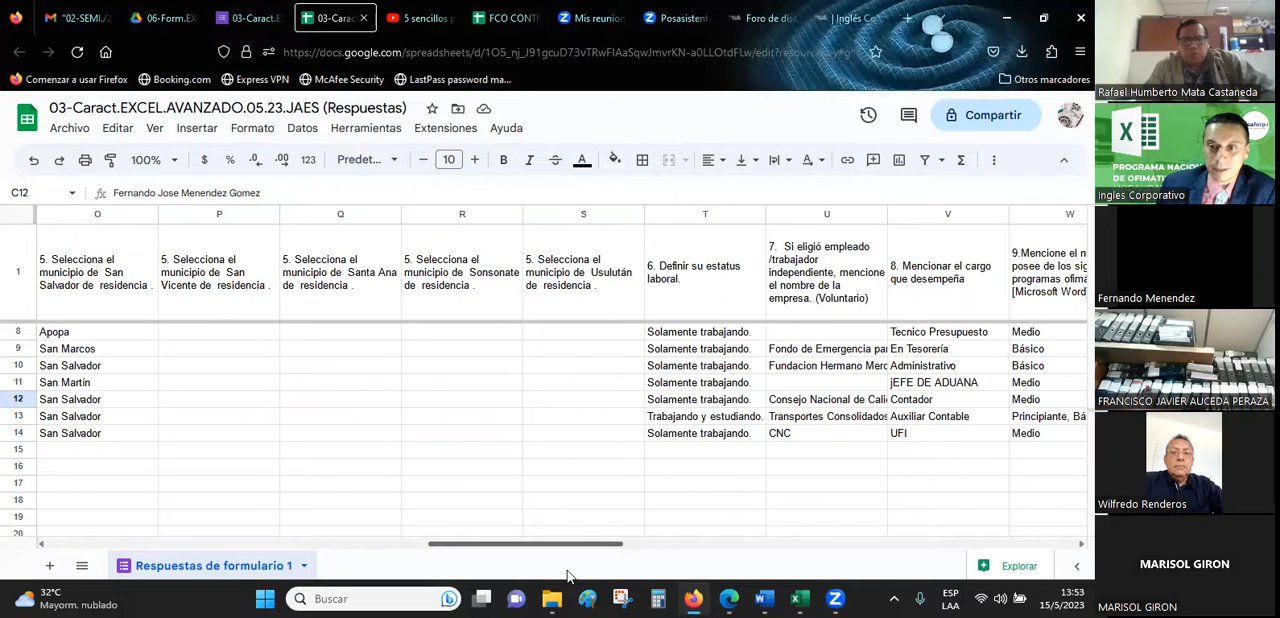 "02-SEMI./2
06-Form.EX
03-Caract.E
03-Carac
5 sencillos p
FCO CONTR
Mis reunion
Posasistente
Foro de disc
| Inglés Co
https://docs.google.com/spreadsheets/d/1O5_nj_J91gcuD73vTRwFIAaSqwJmvrKN-a0LLOtdFLw/edit?resourcekey
Comenzar a usar Firefox
Booking.com
Express VPN
McAfee Security
LastPass password ma...
Otros marcadores
03-Caract.EXCEL.AVANZADO.05.23.JAES (Respuestas)
Archivo Editar Ver Insertar Formato Datos Herramientas Extensiones Ayuda
Compartir
100% $ % .0 .00 123 Predet... − 10 + B I A
C12 fx Fernando Jose Menendez Gomez
O P Q R S T U V W
1
5. Selecciona el
municipio de San
Salvador de residencia .
5. Selecciona el
municipio de San
Vicente de residencia .
5. Selecciona el
municipio de Santa Ana
de residencia .
5. Selecciona el
municipio de Sonsonate
de residencia .
5. Selecciona el
municipio de Usulután
de residencia .
6. Definir su estatus
laboral.
7. Si eligió empleado
/trabajador
independiente, mencione
el nombre de la
empresa. (Voluntario)
8. Mencionar el cargo
que desempeña
9.Mencione el n
posee de los sig
programas ofimá
[Microsoft Word]
8 Apopa Solamente trabajando. Tecnico Presupuesto Medio
9 San Marcos Solamente trabajando. Fondo de Emergencia par En Tesorería Básico
10 San Salvador Solamente trabajando. Fundacion Hermano Merc Administrativo Básico
11 San Martín Solamente trabajando. jEFE DE ADUANA Medio
12 San Salvador Solamente trabajando. Consejo Nacional de Cali Contador Medio
13 San Salvador Trabajando y estudiando. Transportes Consolidados Auxiliar Contable Principiante, Bá
14 San Salvador Solamente trabajando. CNC UFI Medio
15
16
17
18
19
20
Respuestas de formulario 1
Explorar
32°C
Mayorm. nublado
Buscar
ESP
LAA
13:53
15/5/2023
Rafael Humberto Mata Castaneda
PROGRAMA NACION
DE OFIMATIC
Ingles Corporativo
Fernando Menendez
FRANCISCO JAVIER AUCEDA PERAZA
Wilfredo Renderos
MARISOL GIRON
MARISOL GIRON